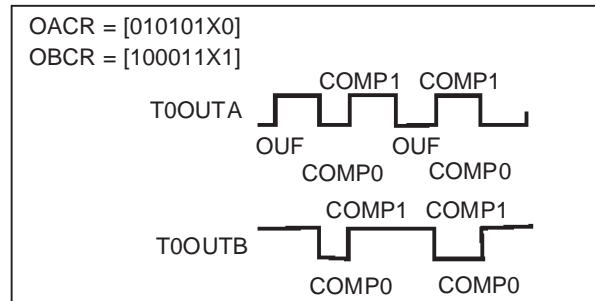 OACR = [010101X0]
OBCR = [100011X1]
COMP1 COMP1
T0OUTA
OUF OUF
COMP0 COMP0
COMP1 COMP1
T0OUTB
COMP0 COMP0